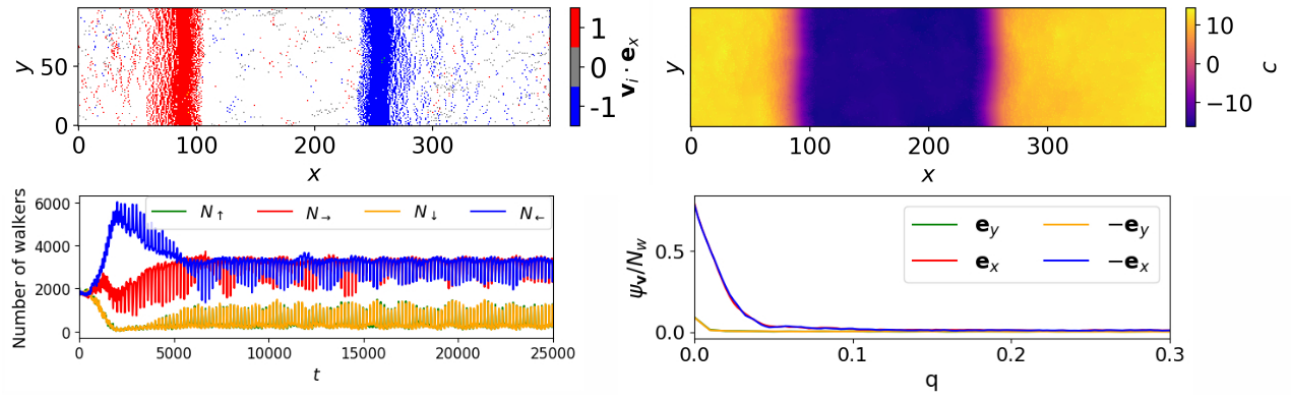 y
50
0
0
100
200
300
x
1
0
-1
v_i · e_x
y
0
100
200
300
x
10
0
−10
c
Number of walkers
6000
4000
2000
0
N↑
N→
N↓
N←
0
5000
10000
15000
20000
25000
t
ψ_v/N_w
0.5
0.0
e_y
−e_y
e_x
−e_x
0.0
0.1
0.2
0.3
q